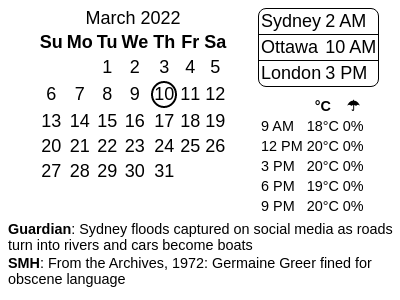 March 2022
Su Mo Tu We Th Fr Sa
1 2 3 4 5
6 7 8 9 10 11 12
13 14 15 16 17 18 19
20 21 22 23 24 25 26
27 28 29 30 31
Sydney 2 AM
Ottawa 10 AM
London 3 PM
°C ☂
9 AM 18°C 0%
12 PM 20°C 0%
3 PM 20°C 0%
6 PM 19°C 0%
9 PM 20°C 0%
Guardian: Sydney floods captured on social media as roads
turn into rivers and cars become boats
SMH: From the Archives, 1972: Germaine Greer fined for
obscene language